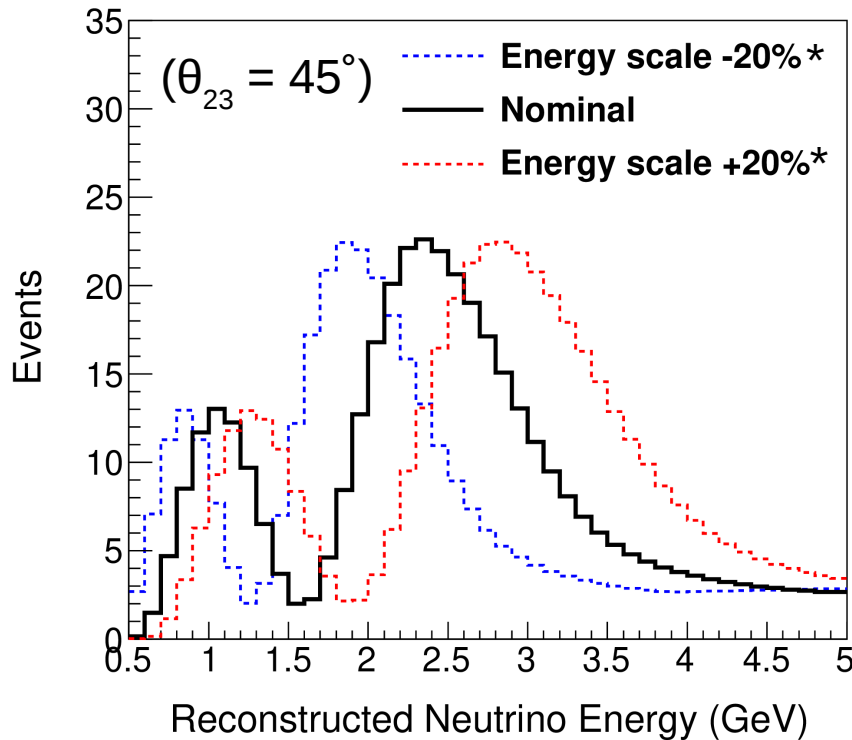 35
30
25
20
15
10
5
0
Events
(θ23 = 45°)
Energy scale -20%*
Nominal
Energy scale +20%*
0.5 1 1.5 2 2.5 3 3.5 4 4.5 5
Reconstructed Neutrino Energy (GeV)